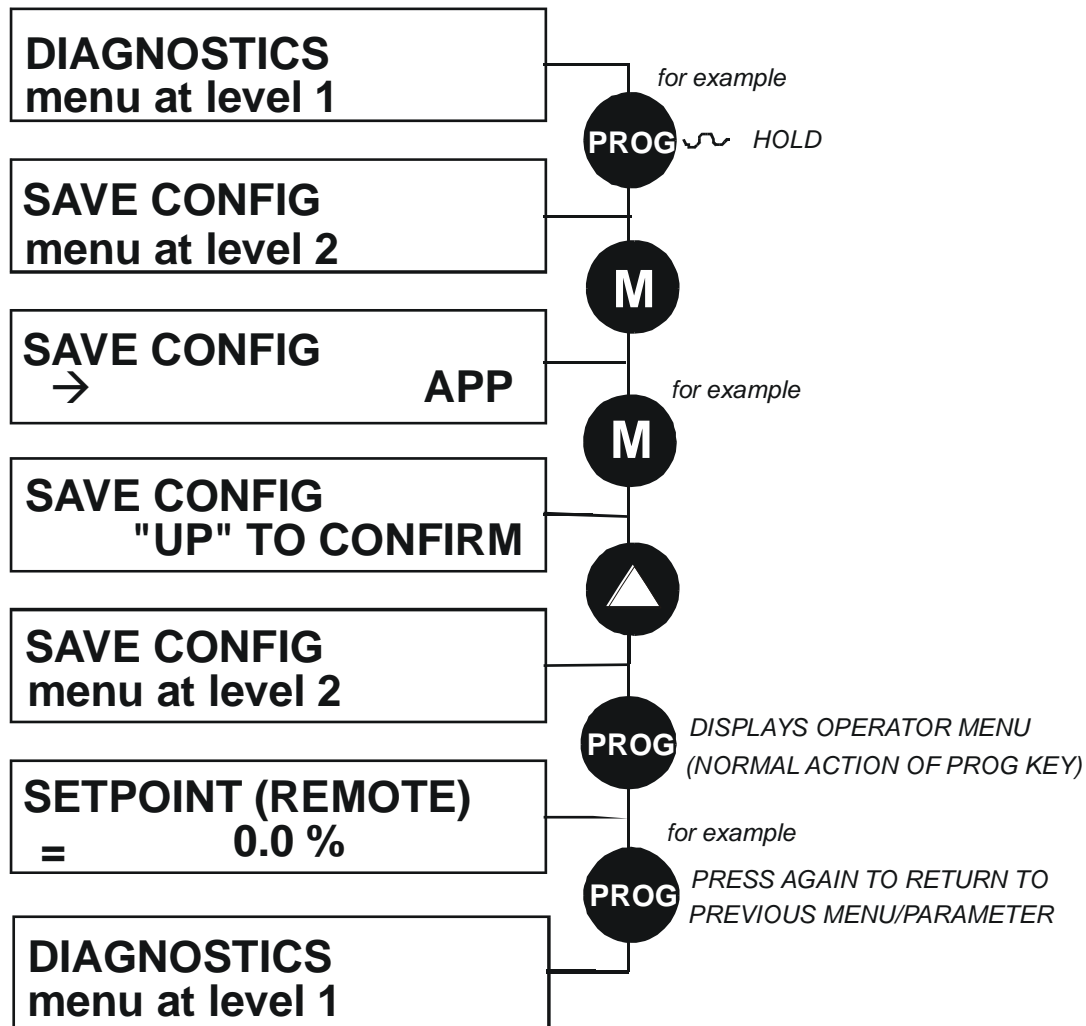 DIAGNOSTICS
menu at level 1
for example
PROG
HOLD
SAVE CONFIG
menu at level 2
M
SAVE CONFIG
→ APP
for example
M
SAVE CONFIG
"UP" TO CONFIRM
SAVE CONFIG
menu at level 2
PROG
DISPLAYS OPERATOR MENU
(NORMAL ACTION OF PROG KEY)
SETPOINT (REMOTE)
= 0.0 %
for example
PROG
PRESS AGAIN TO RETURN TO
PREVIOUS MENU/PARAMETER
DIAGNOSTICS
menu at level 1